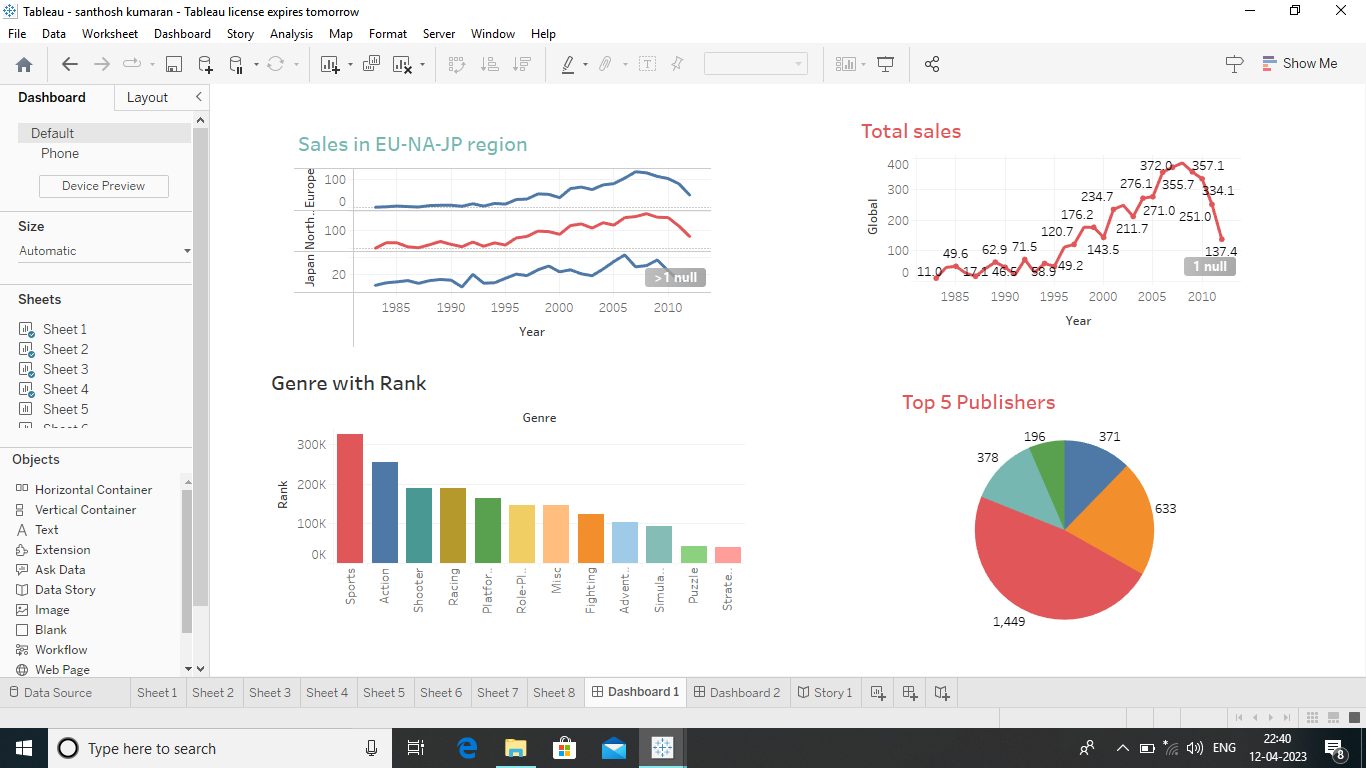 Tableau - santhosh kumaran - Tableau license expires tomorrow
File Data Worksheet Dashboard Story Analysis Map Format Server Window Help
Show Me
Dashboard Layout
Default
Phone
Device Preview
Size
Automatic
Sheets
Sheet 1
Sheet 2
Sheet 3
Sheet 4
Sheet 5
Objects
Horizontal Container
Vertical Container
Text
Extension
Ask Data
Data Story
Image
Blank
Workflow
Web Page
Sales in EU-NA-JP region
Europe
100
0
North..
100
Japan
20
>1 null
1985 1990 1995 2000 2005 2010
Year
Total sales
Global
400
300
200
100
0
11.0
49.6
17.1
62.9
46.5
71.5
58.9
49.2
120.7
176.2
143.5
234.7
211.7
276.1
271.0
372.0
355.7
357.1
334.1
251.0
137.4
1 null
1985 1990 1995 2000 2005 2010
Year
Genre with Rank
Genre
Rank
300K
200K
100K
0K
Sports
Action
Shooter
Racing
Platfor..
Role-Pl..
Misc
Fighting
Advent..
Simula..
Puzzle
Strate..
Top 5 Publishers
196
371
378
633
1,449
Data Source Sheet 1 Sheet 2 Sheet 3 Sheet 4 Sheet 5 Sheet 6 Sheet 7 Sheet 8 Dashboard 1 Dashboard 2 Story 1
Type here to search
ENG
22:40
12-04-2023
8